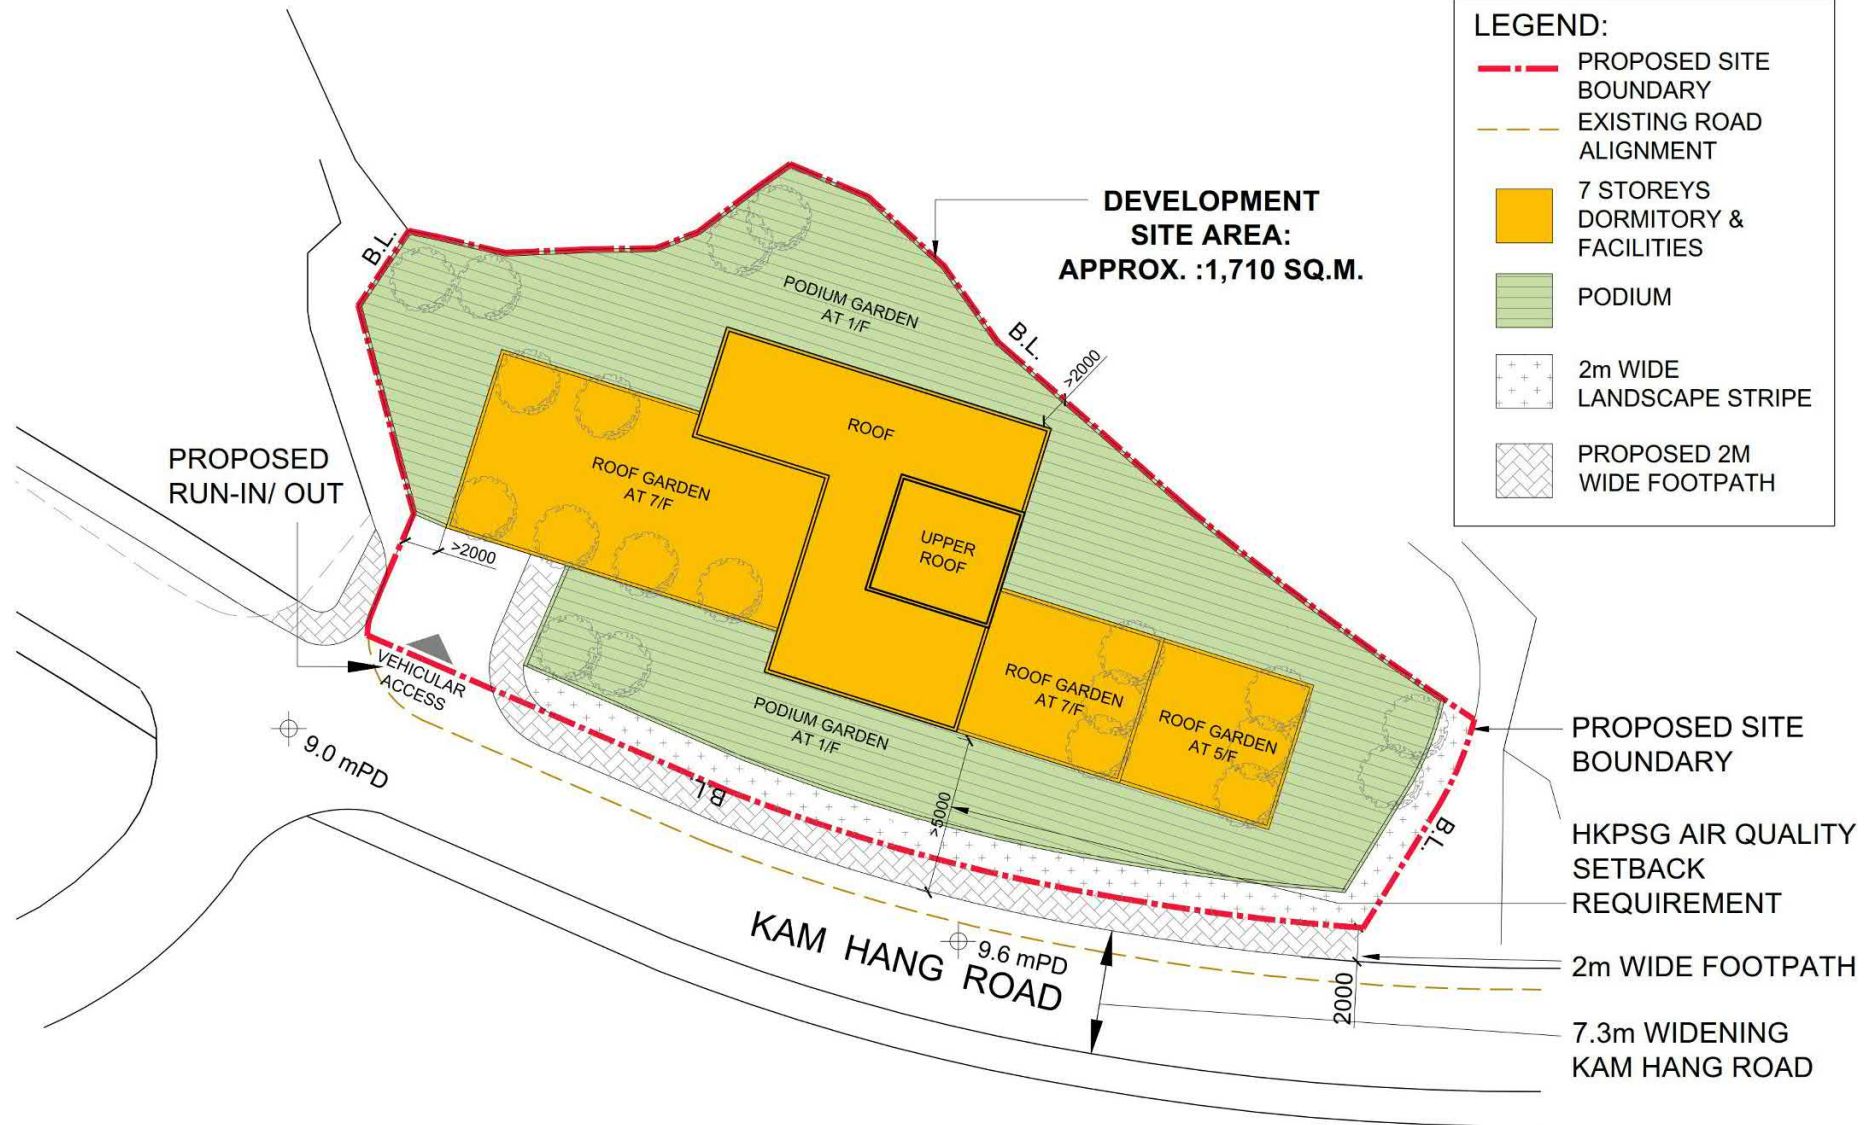 LEGEND:
PROPOSED SITE
BOUNDARY
EXISTING ROAD
ALIGNMENT
7 STOREYS
DORMITORY &
FACILITIES
PODIUM
2m WIDE
LANDSCAPE STRIPE
PROPOSED 2M
WIDE FOOTPATH
DEVELOPMENT
SITE AREA:
APPROX. :1,710 SQ.M.
B.L.
PODIUM GARDEN
AT 1/F
B.L.
>2000
ROOF
PROPOSED
RUN-IN/ OUT
ROOF GARDEN
AT 7/F
>2000
UPPER
ROOF
VEHICULAR
ACCESS
ROOF GARDEN
AT 7/F
ROOF GARDEN
AT 5/F
PODIUM GARDEN
AT 1/F
9.0 mPD
B.L.
>5000
B.L.
PROPOSED SITE
BOUNDARY
HKPSG AIR QUALITY
SETBACK
REQUIREMENT
KAM HANG ROAD
9.6 mPD
2m WIDE FOOTPATH
2000
7.3m WIDENING
KAM HANG ROAD